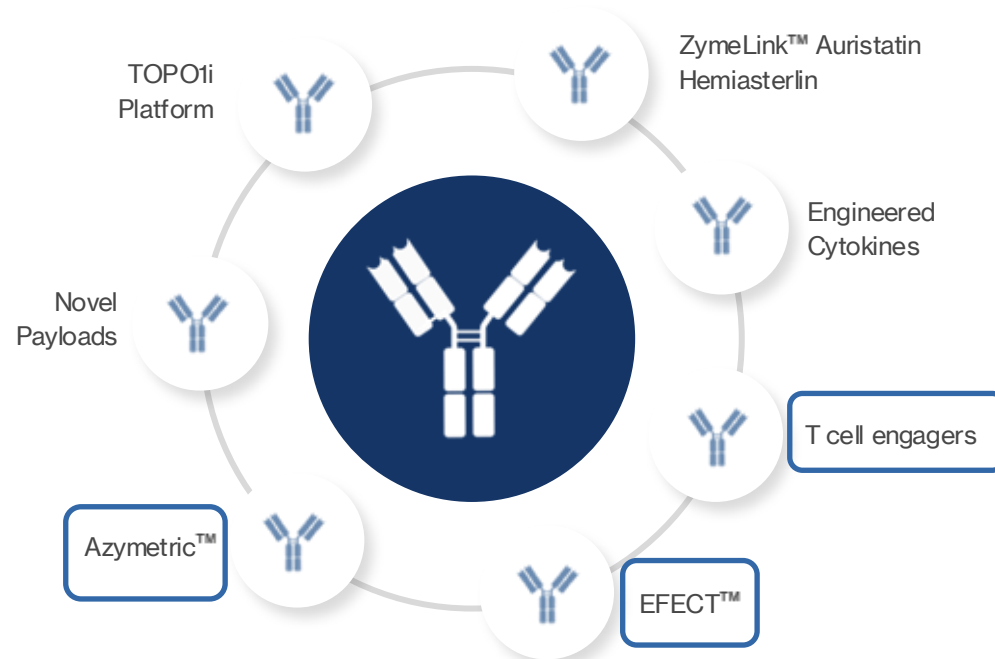 TOPO1i
Platform
ZymeLink™ Auristatin
Hemiasterlin
Engineered
Cytokines
Novel
Payloads
T cell engagers
Azymetric™
EFECT™